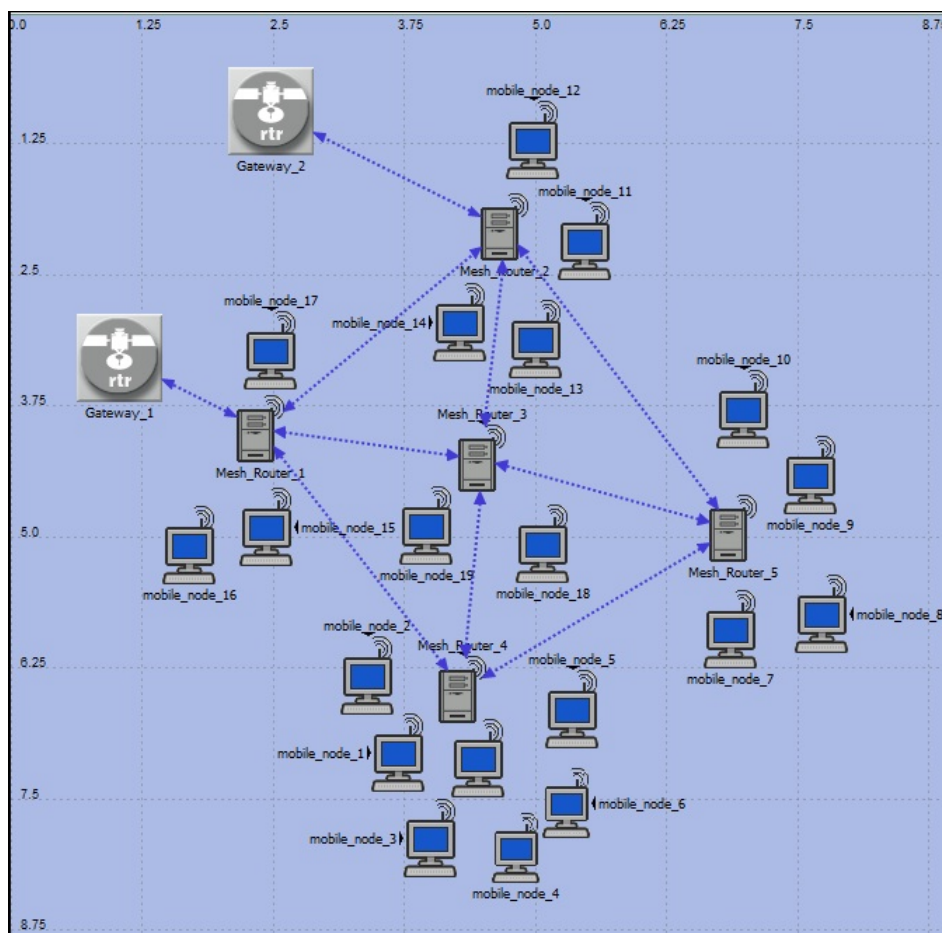 0.0 1.25 2.5 3.75 5.0 6.25 7.5 8.75
mobile_node_12
1.25
rtr
Gateway_2
mobile_node_11
2.5
Mesh_Router_2
mobile_node_17
mobile_node_14
rtr
mobile_node_10
mobile_node_13
3.75
Gateway_1
Mesh_Router_3
Mesh_Router_1
mobile_node_9
mobile_node_15
5.0
mobile_node_16
mobile_node_19
mobile_node_18
Mesh_Router_5
mobile_node_8
mobile_node_2
Mesh_Router_4
mobile_node_5
6.25
mobile_node_7
mobile_node_1
7.5
mobile_node_6
mobile_node_3
mobile_node_4
8.75